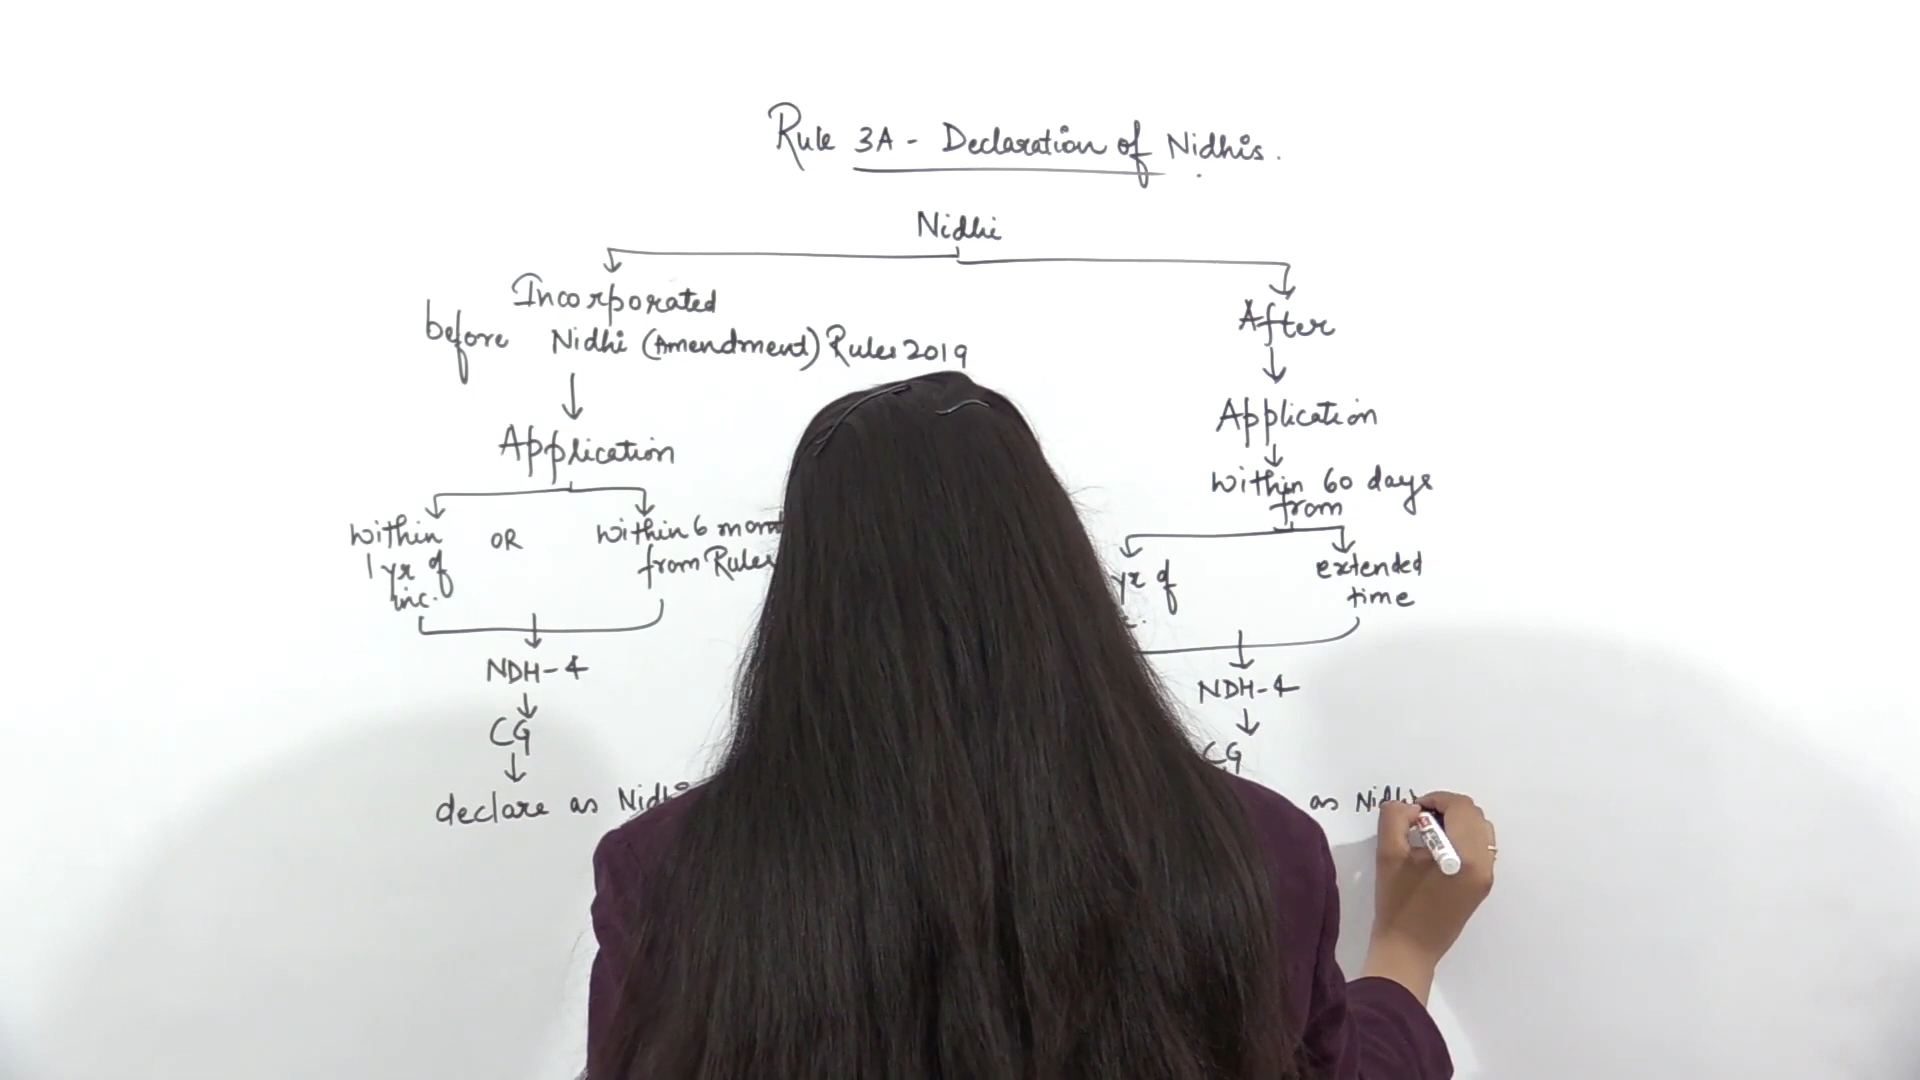 Rule 3A - Declaration of Nidhis.
Nidhi
Incorporated
before Nidhi (Amendment) Rules 2019
Application
within
1 yr of
inc.
OR
within 6
from Rules
NDH-4
CG
declare as
After
Application
within 60 days
from
yr of
extended
time
NDH-4
CG
as